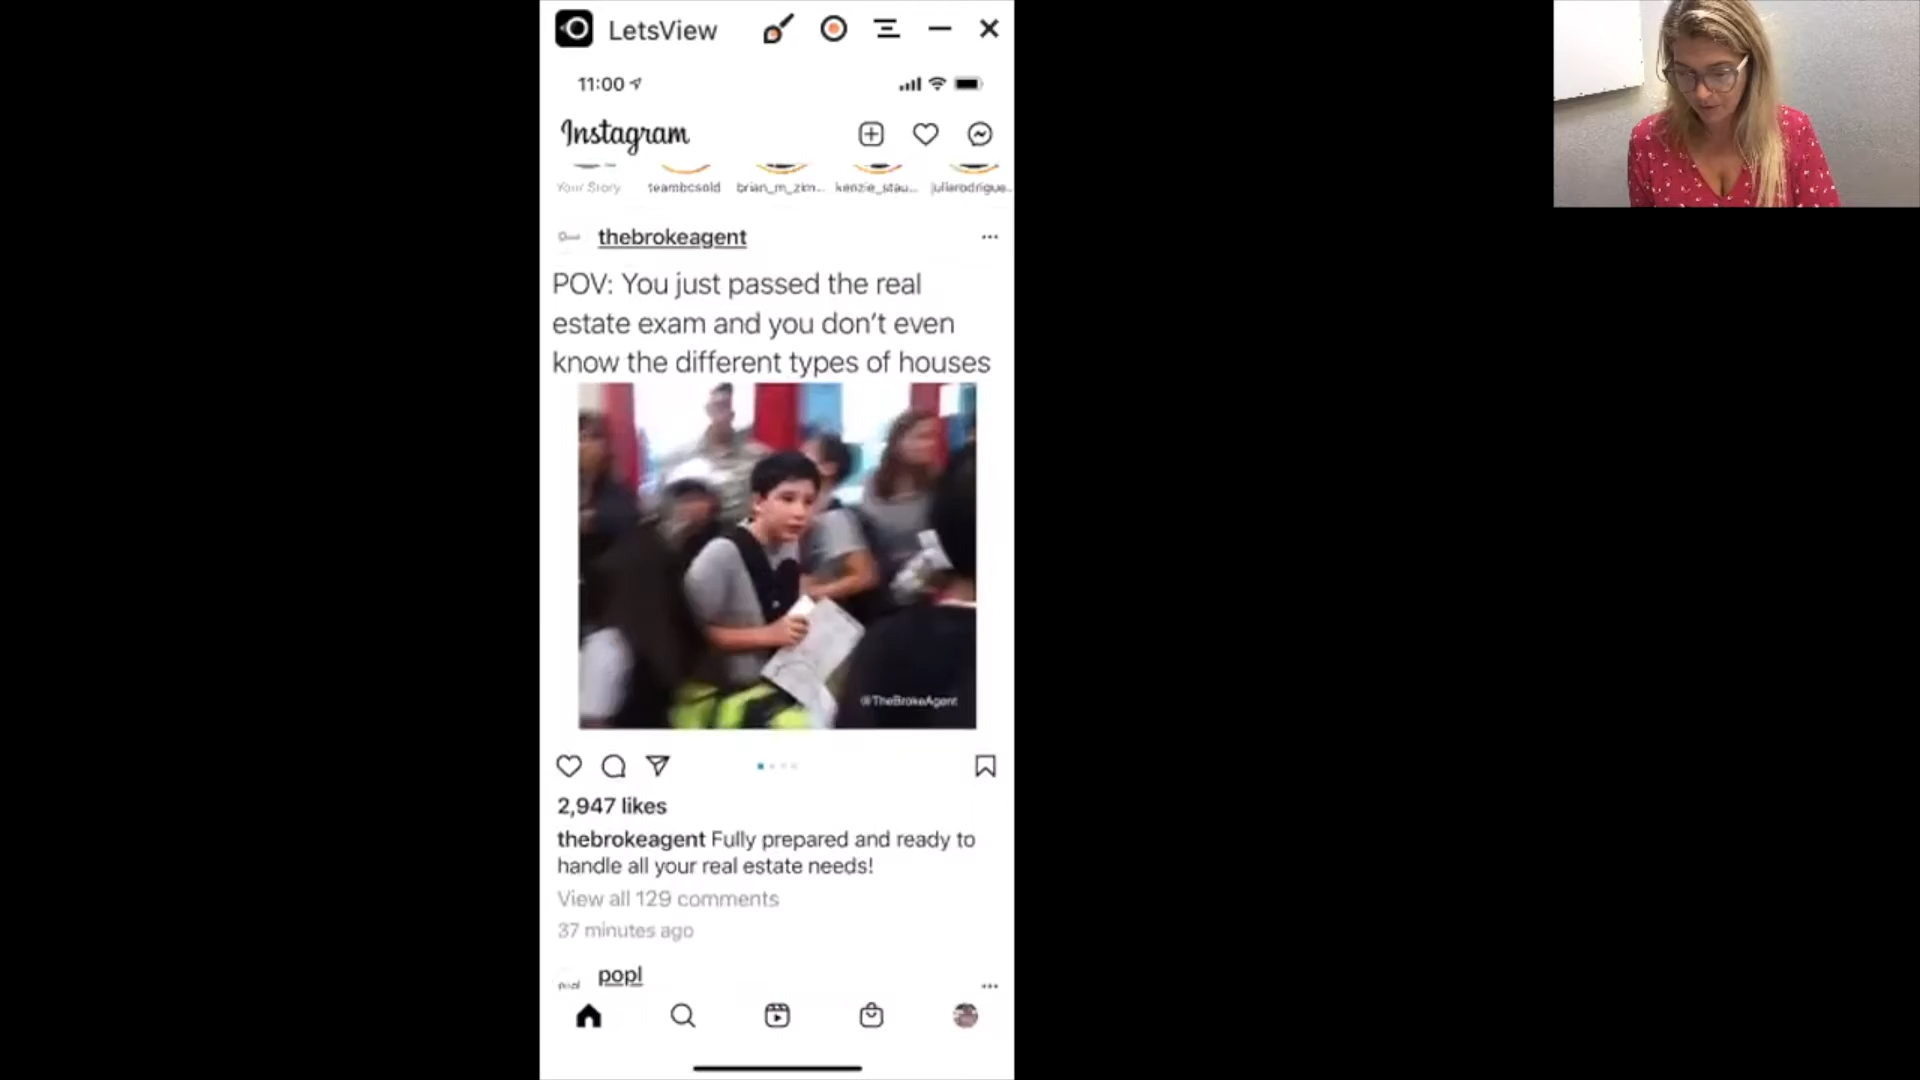 LetsView
11:00
Instagram
Your Story teambcsold brian_m_zim... kenzie_stau... juliarodrigue...
thebrokeagent
POV: You just passed the real
estate exam and you don't even
know the different types of houses
@TheBrokeAgent
2,947 likes
thebrokeagent Fully prepared and ready to
handle all your real estate needs!
View all 129 comments
37 minutes ago
popl